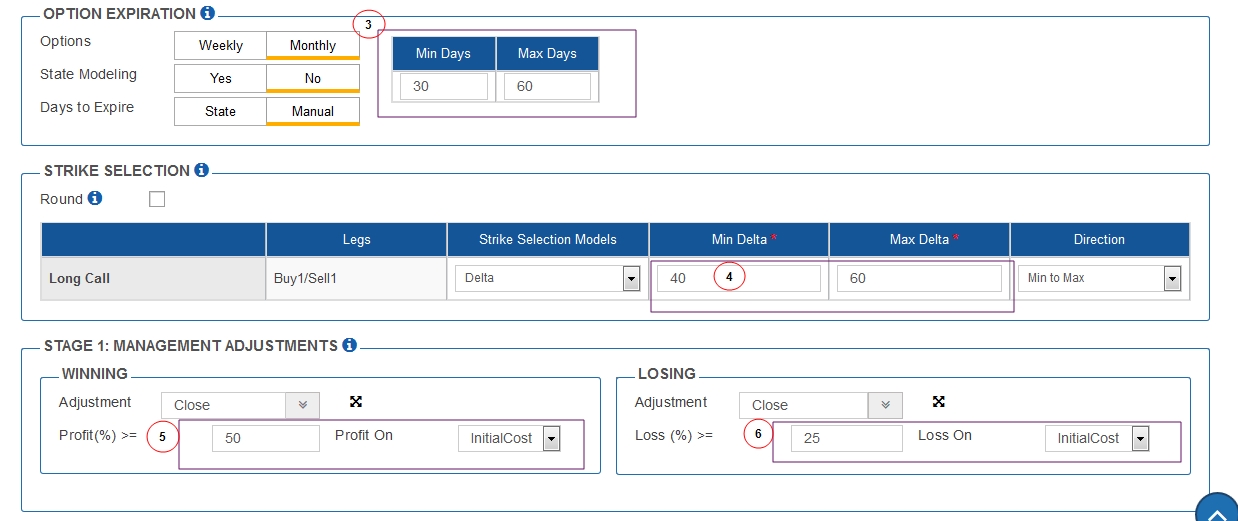 OPTION EXPIRATION i
3
Options Weekly Monthly Min Days Max Days
State Modeling Yes No 30 60
Days to Expire State Manual
STRIKE SELECTION i
Round i
Legs Strike Selection Models Min Delta * Max Delta * Direction
Long Call Buy1/Sell1 Delta 40 4 60 Min to Max
STAGE 1: MANAGEMENT ADJUSTMENTS i
WINNING
Adjustment Close
Profit(%) >= 5 50 Profit On InitialCost
LOSING
Adjustment Close
Loss (%) >= 6 25 Loss On InitialCost